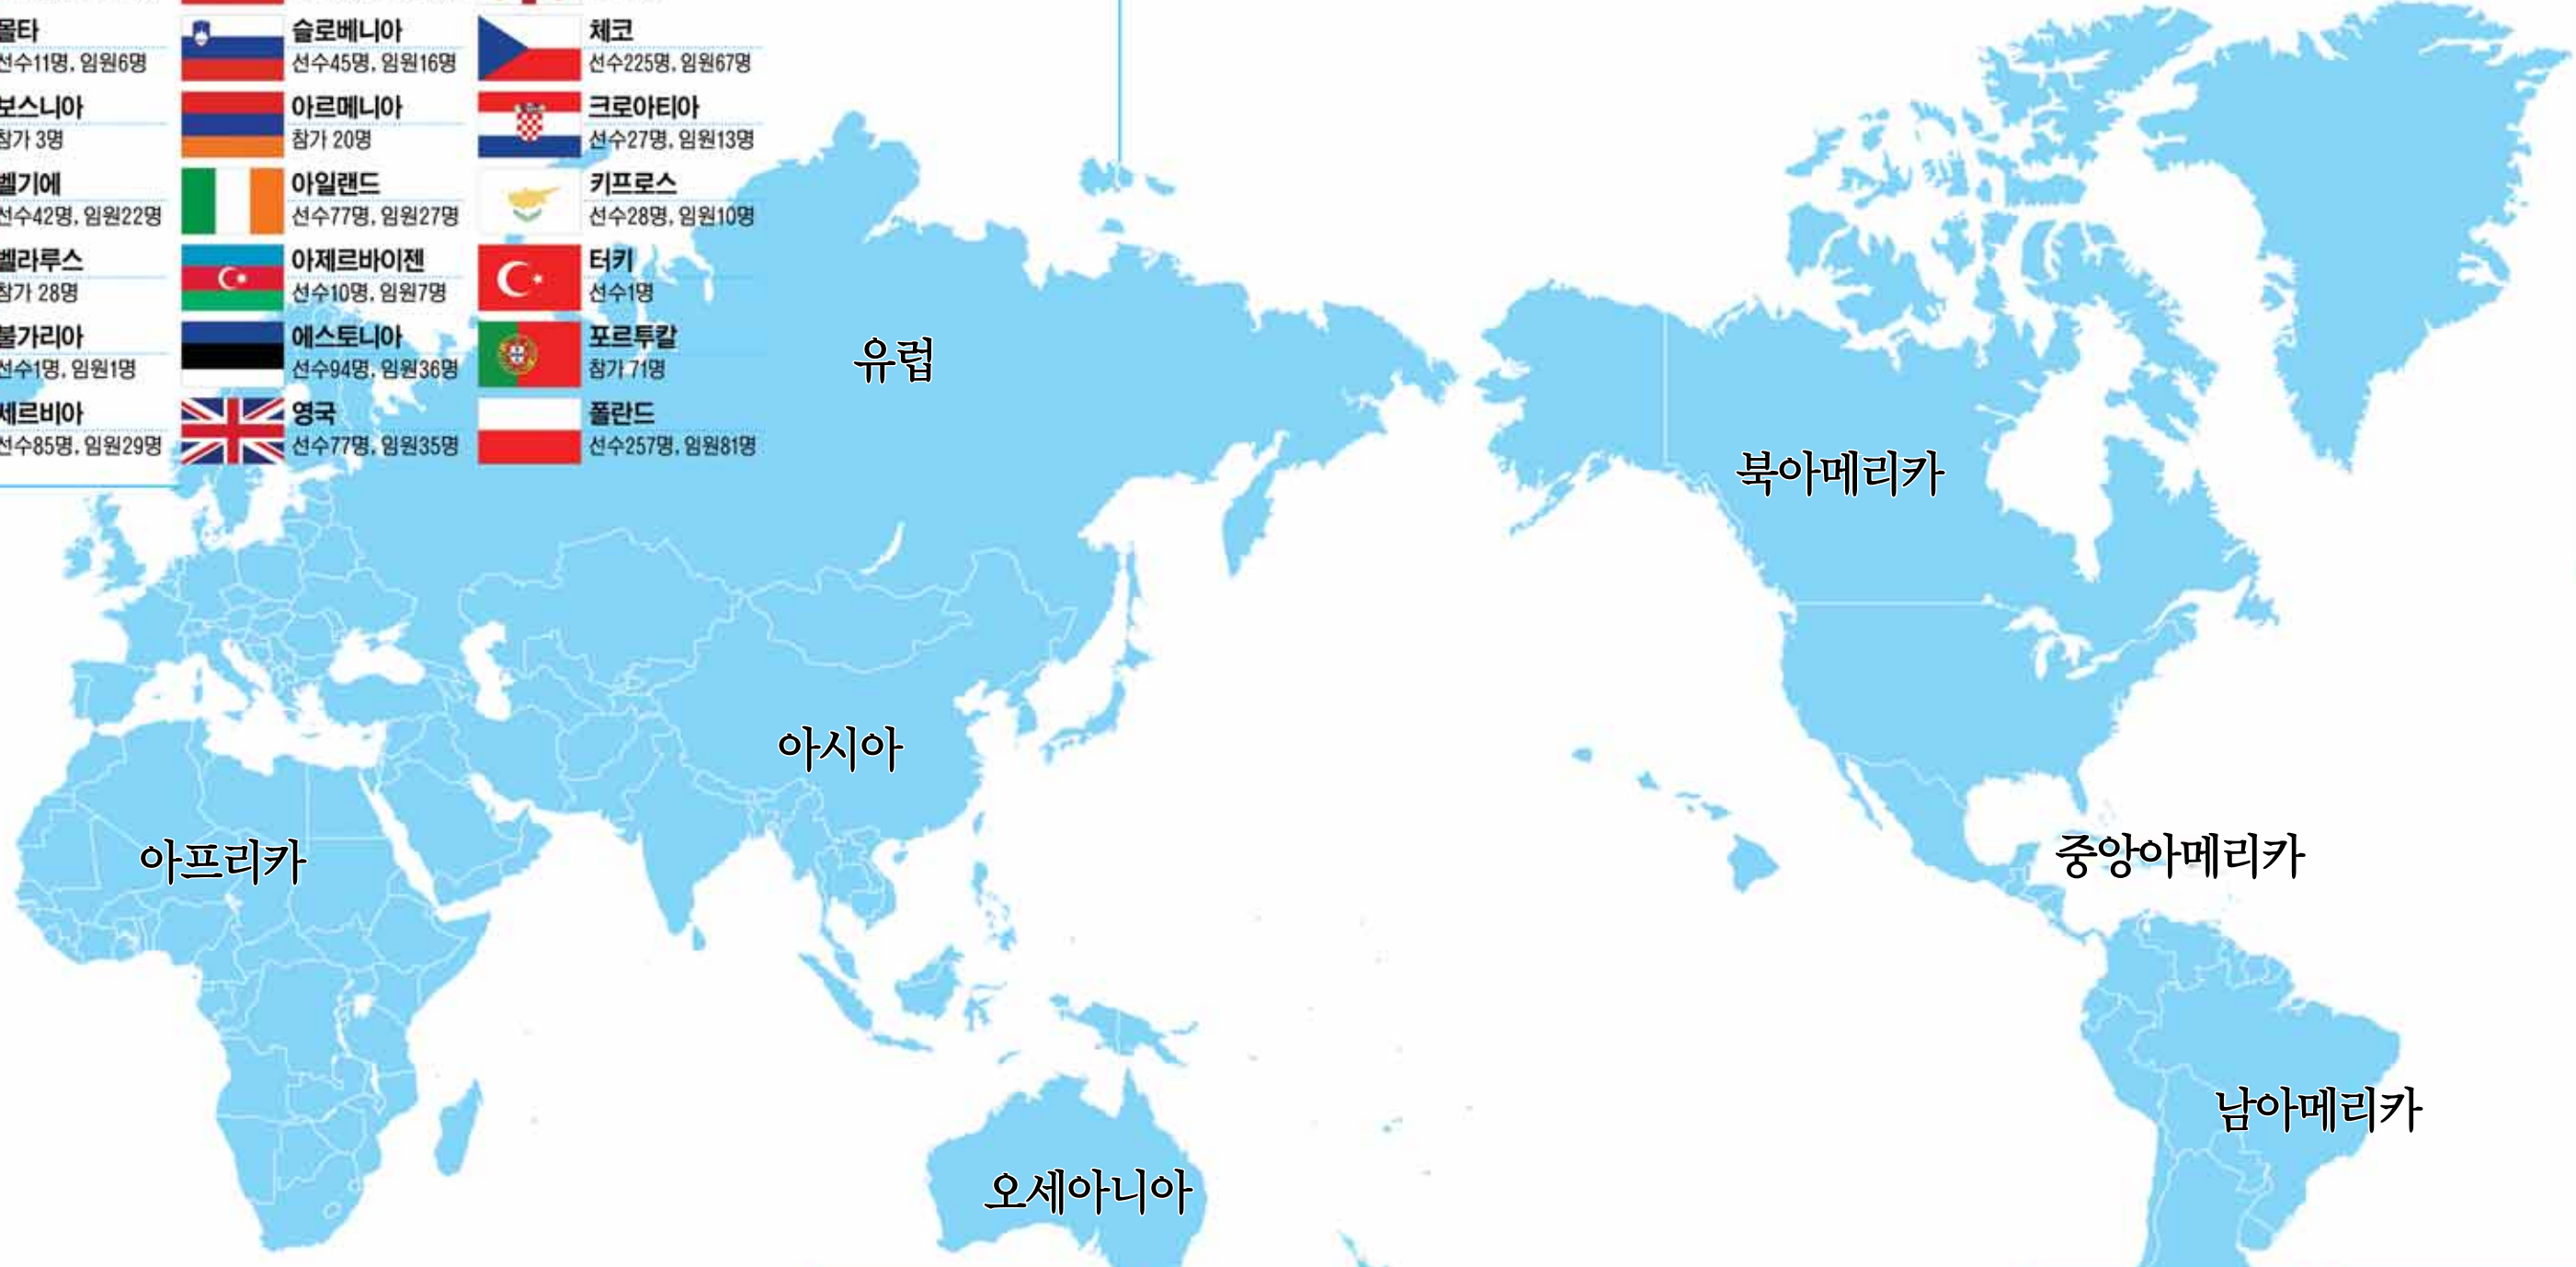 몰타
선수11명, 임원6명
슬로베니아
선수45명, 임원16명
체코
선수225명, 임원67명
보스니아
참가 3명
아르메니아
참가 20명
크로아티아
선수27명, 임원13명
벨기에
선수42명, 임원22명
아일랜드
선수77명, 임원27명
키프로스
선수28명, 임원10명
벨라루스
참가 28명
아제르바이젠
선수10명, 임원7명
터키
선수1명
불가리아
선수1명, 임원1명
에스토니아
선수94명, 임원36명
포르투칼
참가 71명
세르비아
선수85명, 임원29명
영국
선수77명, 임원35명
폴란드
선수257명, 임원81명
유럽
북아메리카
아시아
아프리카
중앙아메리카
남아메리카
오세아니아